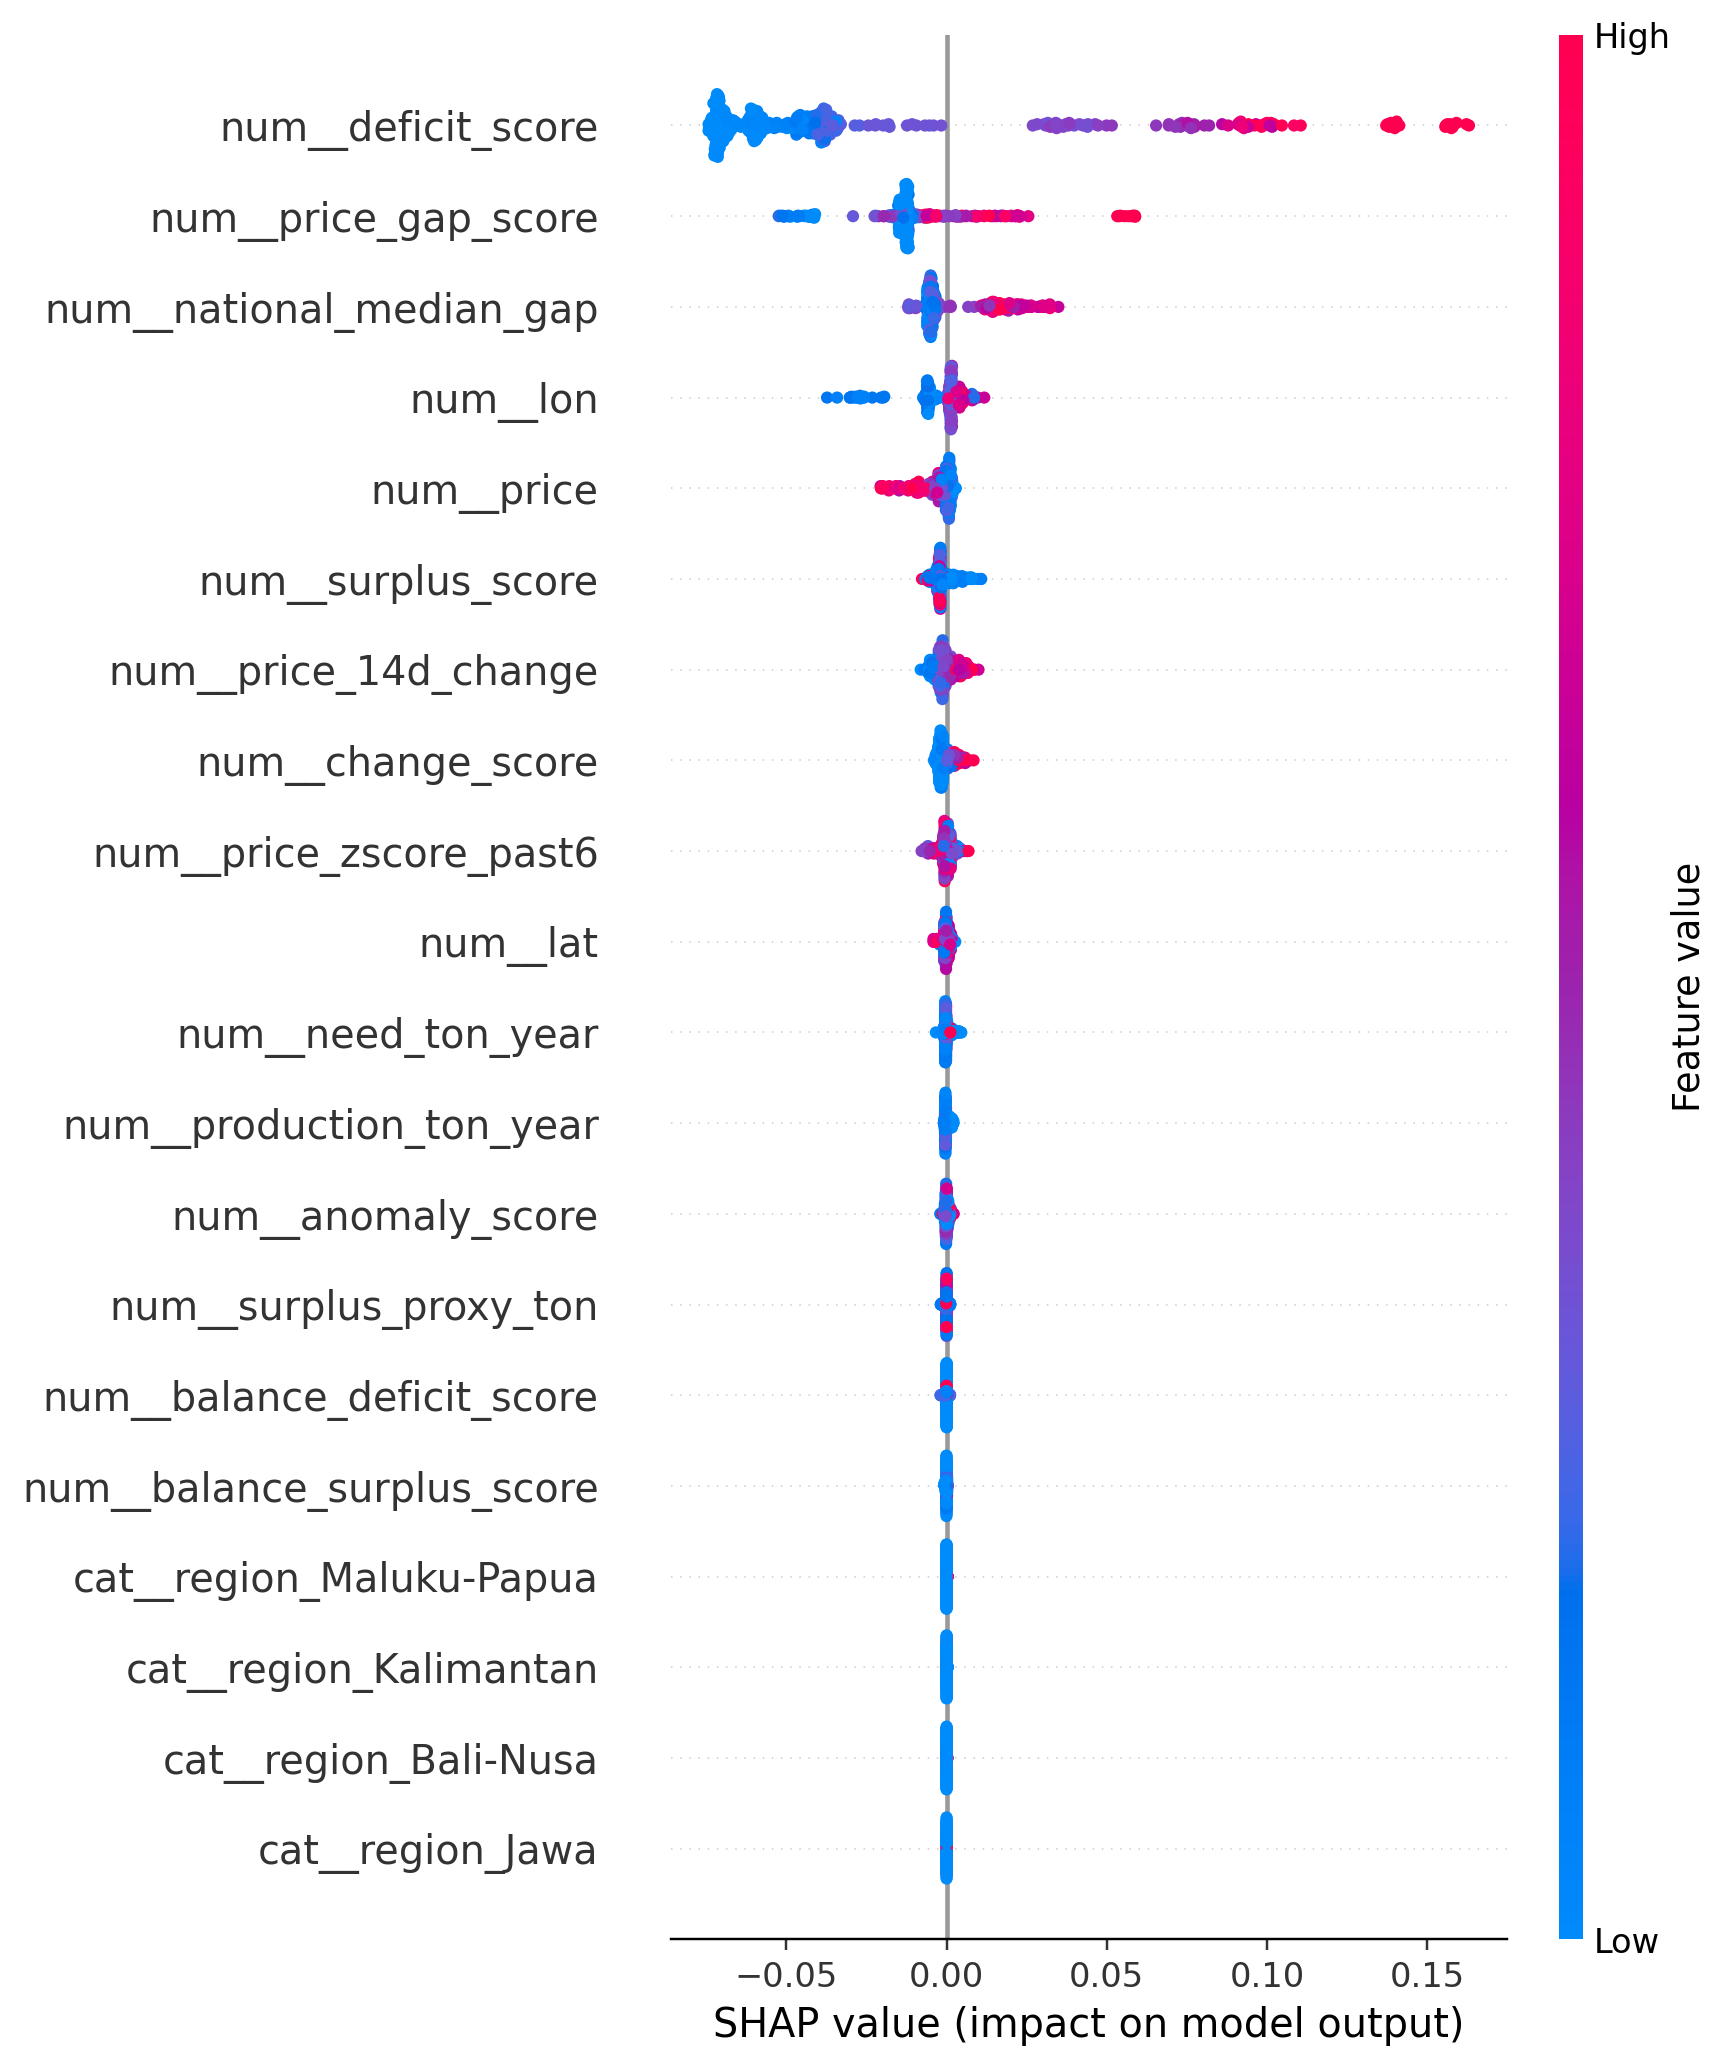 High
num__deficit_score
num__price_gap_score
num__national_median_gap
num__lon
num__price
num__surplus_score
num__price_14d_change
num__change_score
num__price_zscore_past6
num__lat
num__need_ton_year
num__production_ton_year
num__anomaly_score
num__surplus_proxy_ton
num__balance_deficit_score
num__balance_surplus_score
cat__region_Maluku-Papua
cat__region_Kalimantan
cat__region_Bali-Nusa
cat__region_Jawa
Feature value
Low
−0.05 0.00 0.05 0.10 0.15
SHAP value (impact on model output)